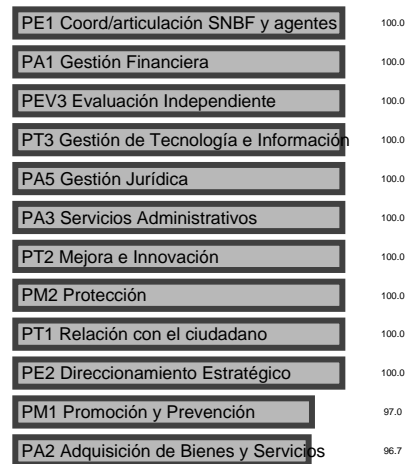 PE1 Coord/articulación SNBF y agentes 100.0
PA1 Gestión Financiera 100.0
PEV3 Evaluación Independiente 100.0
PT3 Gestión de Tecnología e Información 100.0
PA5 Gestión Jurídica 100.0
PA3 Servicios Administrativos 100.0
PT2 Mejora e Innovación 100.0
PM2 Protección 100.0
PT1 Relación con el ciudadano 100.0
PE2 Direccionamiento Estratégico 100.0
PM1 Promoción y Prevención 97.0
PA2 Adquisición de Bienes y Servicios 96.7